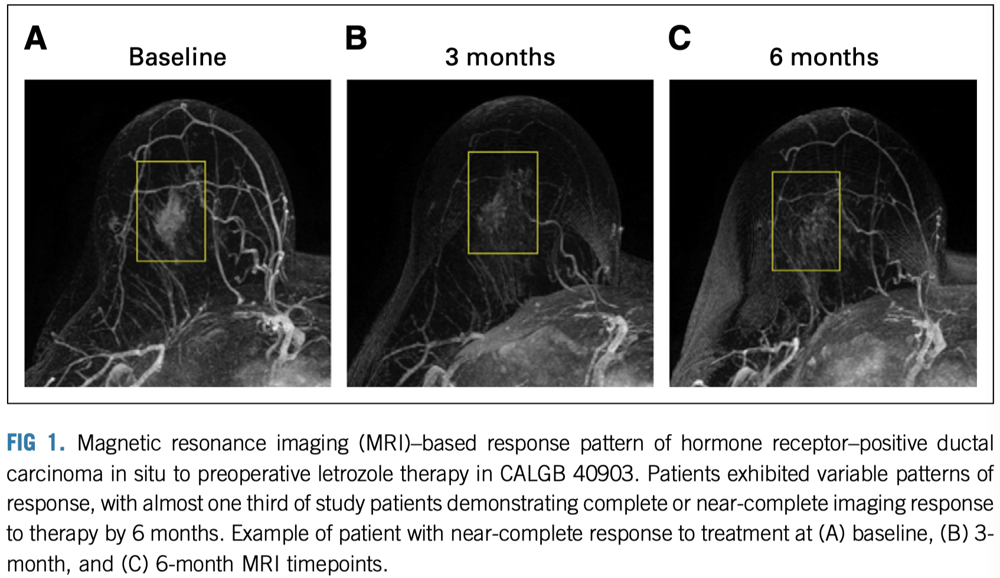 A
Baseline
B
3 months
C
6 months
FIG 1. Magnetic resonance imaging (MRI)–based response pattern of hormone receptor–positive ductal
carcinoma in situ to preoperative letrozole therapy in CALGB 40903. Patients exhibited variable patterns of
response, with almost one third of study patients demonstrating complete or near-complete imaging response
to therapy by 6 months. Example of patient with near-complete response to treatment at (A) baseline, (B) 3-
month, and (C) 6-month MRI timepoints.